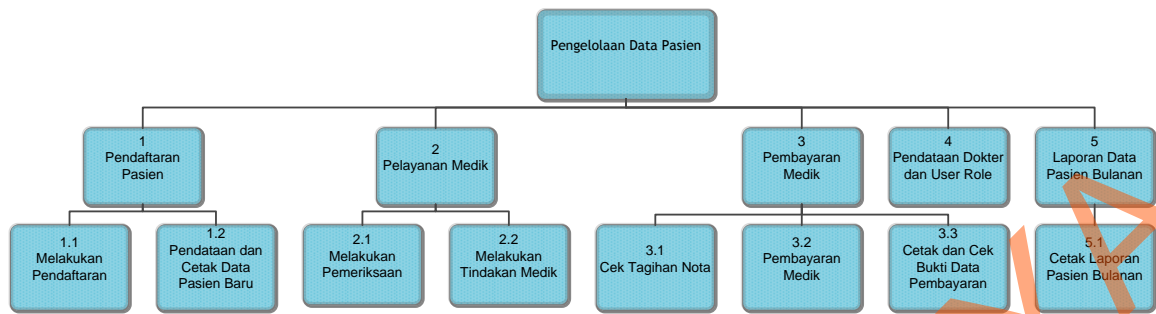 Pengelolaan Data Pasien
1
Pendaftaran
Pasien
2
Pelayanan Medik
3
Pembayaran
Medik
4
Pendataan Dokter
dan User Role
5
Laporan Data
Pasien Bulanan
1.1
Melakukan
Pendaftaran
1.2
Pendataan dan
Cetak Data
Pasien Baru
2.1
Melakukan
Pemeriksaan
2.2
Melakukan
Tindakan Medik
3.1
Cek Tagihan Nota
3.2
Pembayaran
Medik
3.3
Cetak dan Cek
Bukti Data
Pembayaran
5.1
Cetak Laporan
Pasien Bulanan